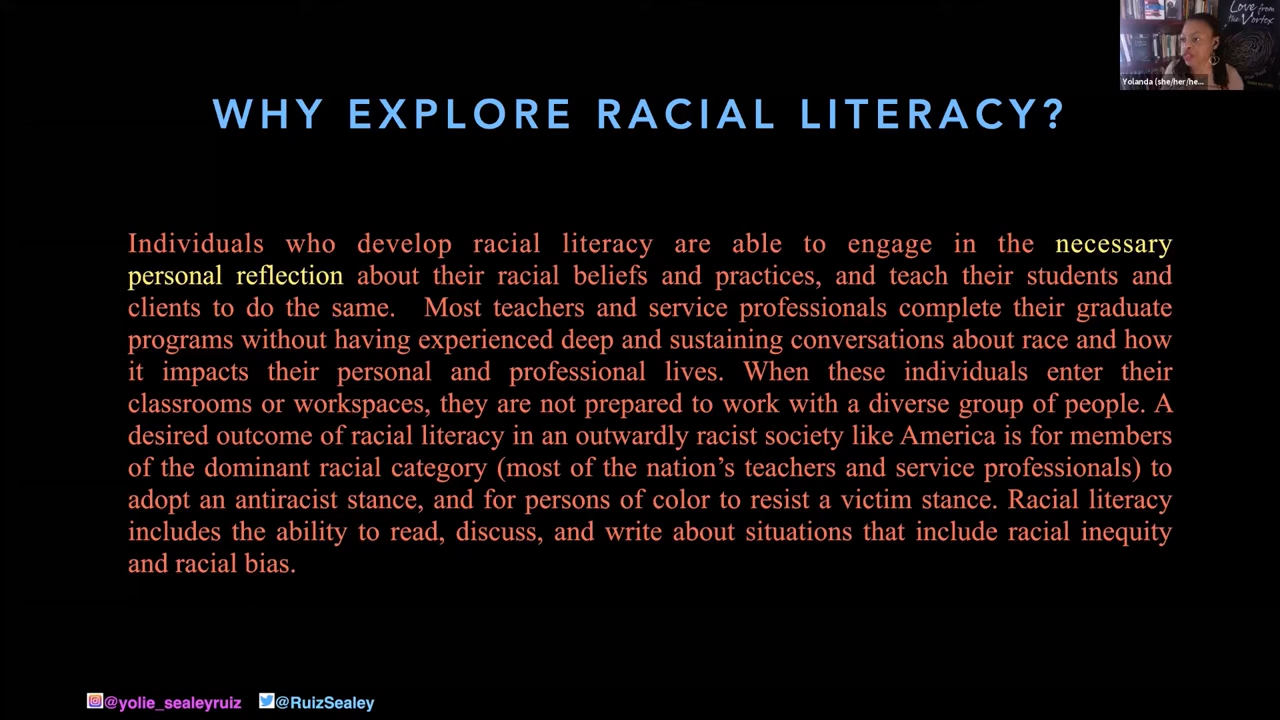 Love from
the Vortex
Yolanda (she/her/he...
WHY EXPLORE RACIAL LITERACY?
Individuals who develop racial literacy are able to engage in the necessary
personal reflection about their racial beliefs and practices, and teach their students and
clients to do the same. Most teachers and service professionals complete their graduate
programs without having experienced deep and sustaining conversations about race and how
it impacts their personal and professional lives. When these individuals enter their
classrooms or workspaces, they are not prepared to work with a diverse group of people. A
desired outcome of racial literacy in an outwardly racist society like America is for members
of the dominant racial category (most of the nation’s teachers and service professionals) to
adopt an antiracist stance, and for persons of color to resist a victim stance. Racial literacy
includes the ability to read, discuss, and write about situations that include racial inequity
and racial bias.
@yolie_sealeyruiz @RuizSealey